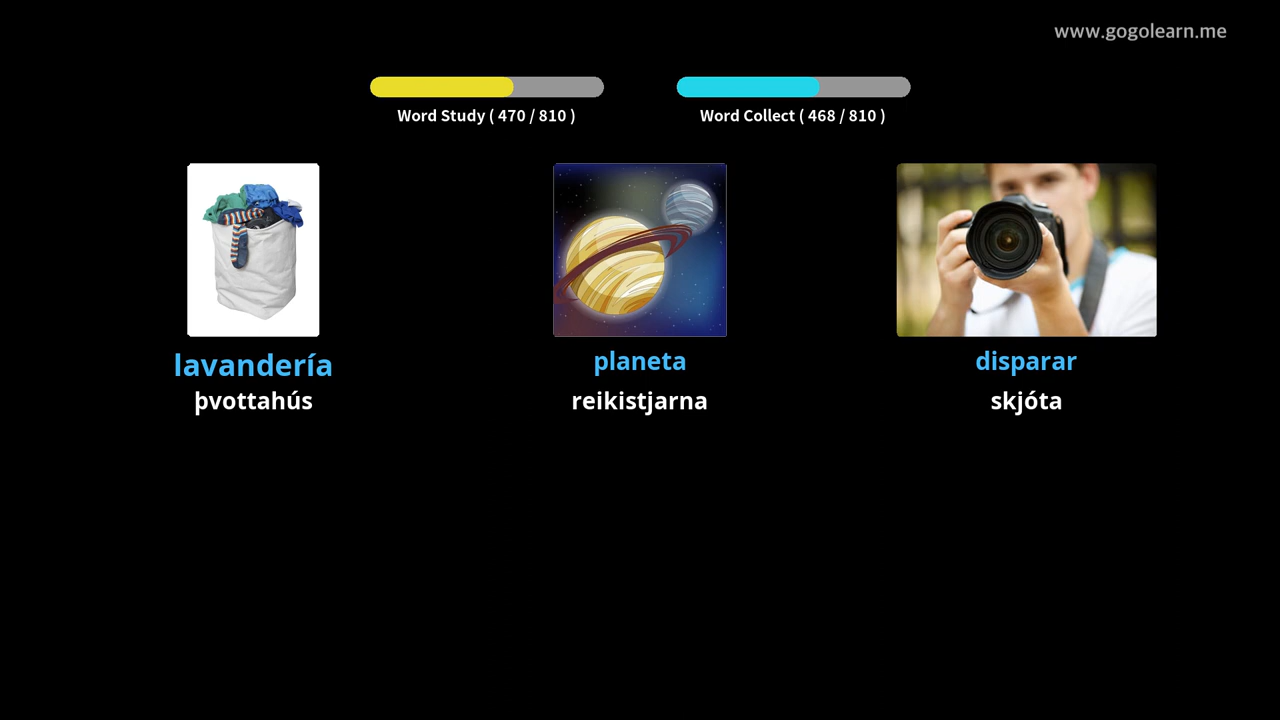 www.gogolearn.me
Word Study ( 470 / 810 )
Word Collect ( 468 / 810 )
lavandería
planeta
disparar
þvottahús
reikistjarna
skjóta